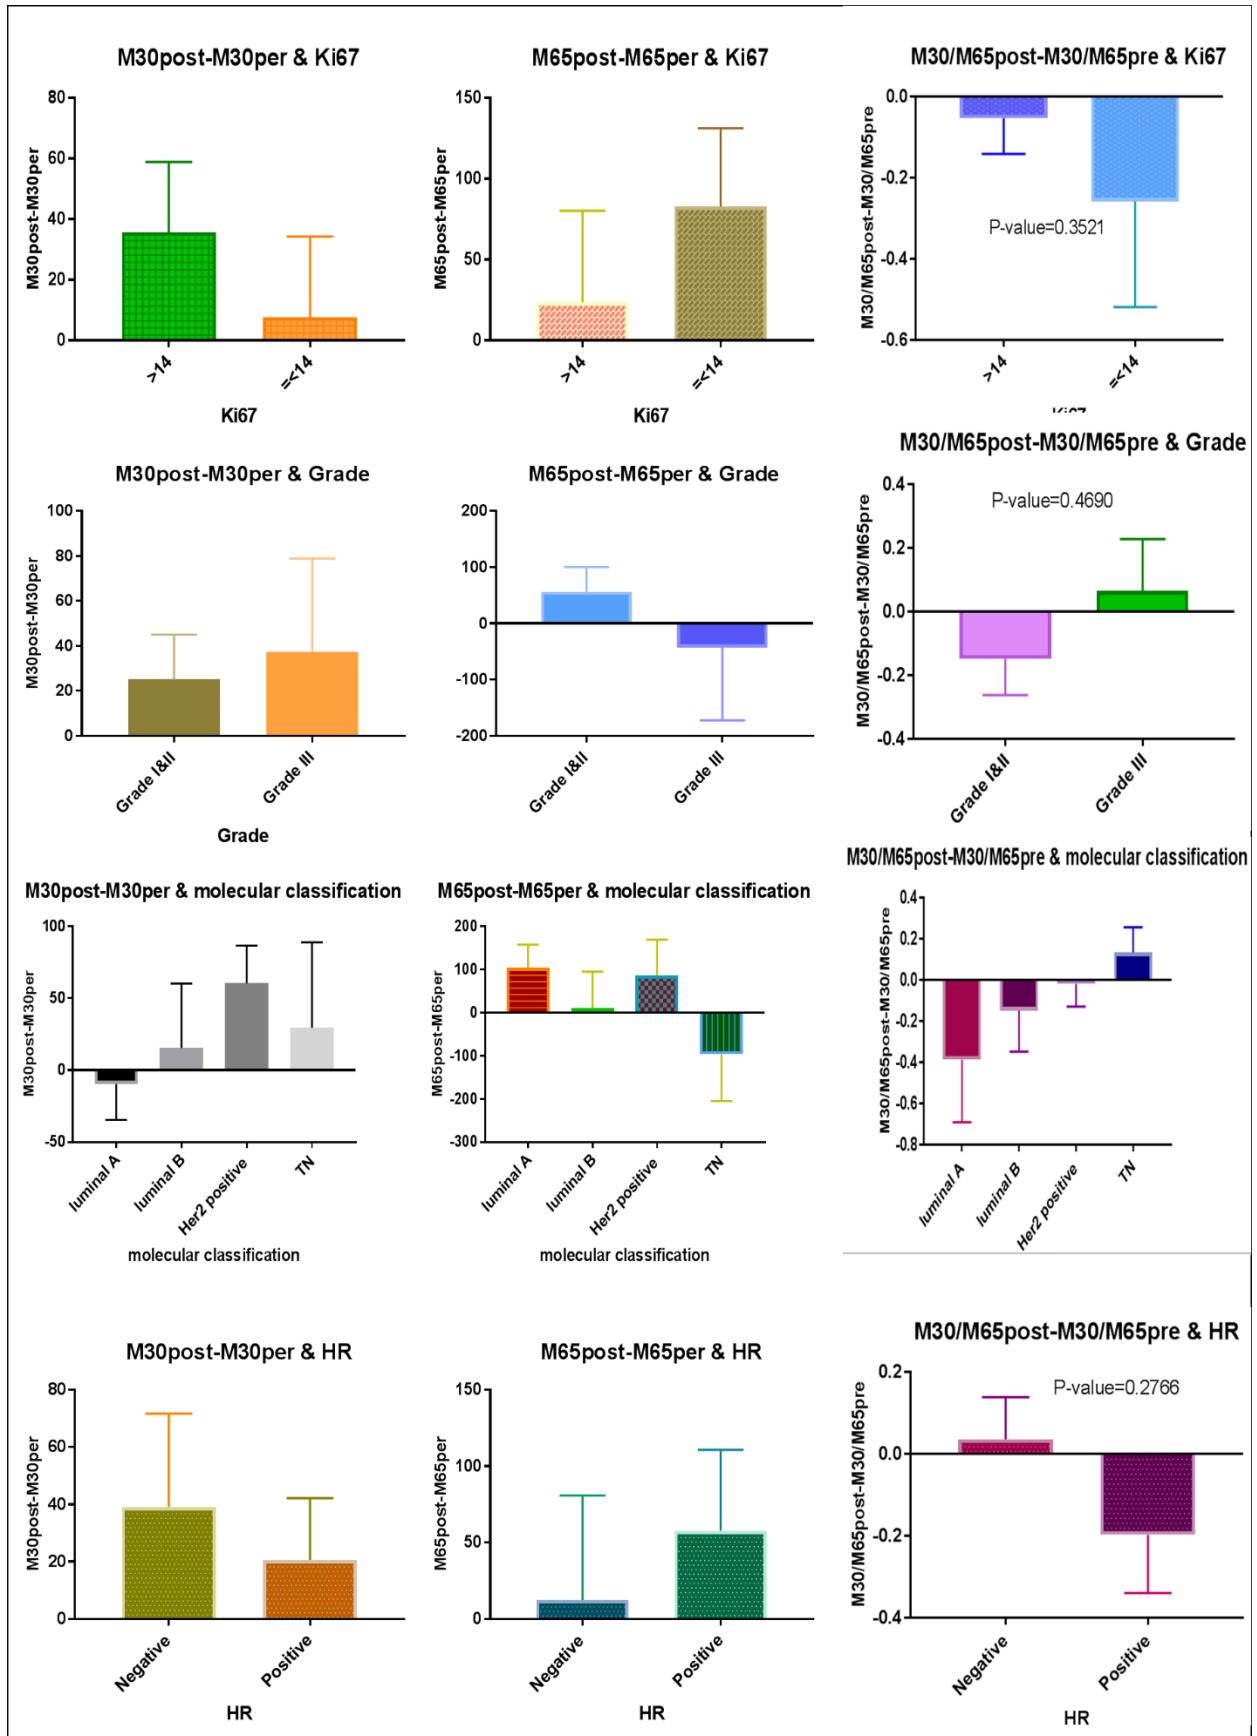 M30post-M30per & Ki67
M30post-M30per
80
60
40
20
0
>14
=<14
Ki67
M65post-M65per & Ki67
M65post-M65per
150
100
50
0
>14
=<14
Ki67
M30/M65post-M30/M65pre & Ki67
M30/M65post-M30/M65pre
0.0
-0.2
-0.4
-0.6
P-value=0.3521
>14
=<14
Ki67
M30post-M30per & Grade
M30post-M30per
100
80
60
40
20
0
Grade I&II
Grade III
Grade
M65post-M65per & Grade
M65post-M65per
200
100
0
-100
-200
Grade I&II
Grade III
M30/M65post-M30/M65pre & Grade
M30/M65post-M30/M65pre
0.4
0.2
0.0
-0.2
-0.4
P-value=0.4690
Grade I&II
Grade III
M30post-M30per & molecular classification
M30post-M30per
100
50
0
-50
luminal A
luminal B
Her2 positive
TN
molecular classification
M65post-M65per & molecular classification
M65post-M65per
200
100
0
-100
-200
-300
luminal A
luminal B
Her2 positive
TN
molecular classification
M30/M65post-M30/M65pre & molecular classification
M30/M65post-M30/M65pre
0.4
0.2
0.0
-0.2
-0.4
-0.6
-0.8
luminal A
luminal B
Her2 positive
TN
M30post-M30per & HR
M30post-M30per
80
60
40
20
0
Negative
Positive
HR
M65post-M65per & HR
M65post-M65per
150
100
50
0
Negative
Positive
HR
M30/M65post-M30/M65pre & HR
M30/M65post-M30/M65pre
0.2
0.0
-0.2
-0.4
P-value=0.2766
Negative
Positive
HR